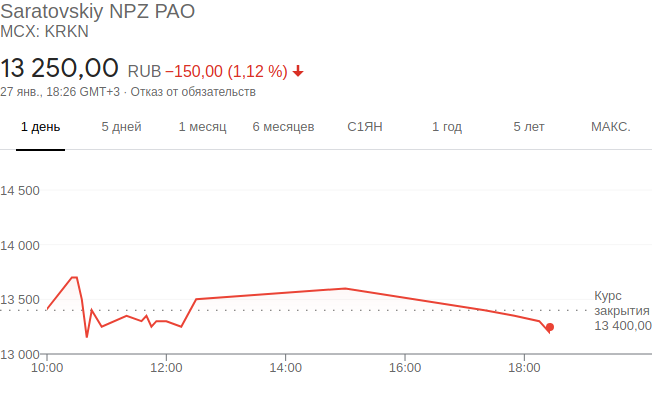 Saratovskiy NPZ PAO
MCX: KRKN
13 250,00 RUB −150,00 (1,12 %)
27 янв., 18:26 GMT+3 · Отказ от обязательств
1 день 5 дней 1 месяц 6 месяцев С1ЯН 1 год 5 лет МАКС.
14 500
14 000
13 500
13 000
Курс
закрытия
13 400,00
10:00 12:00 14:00 16:00 18:00